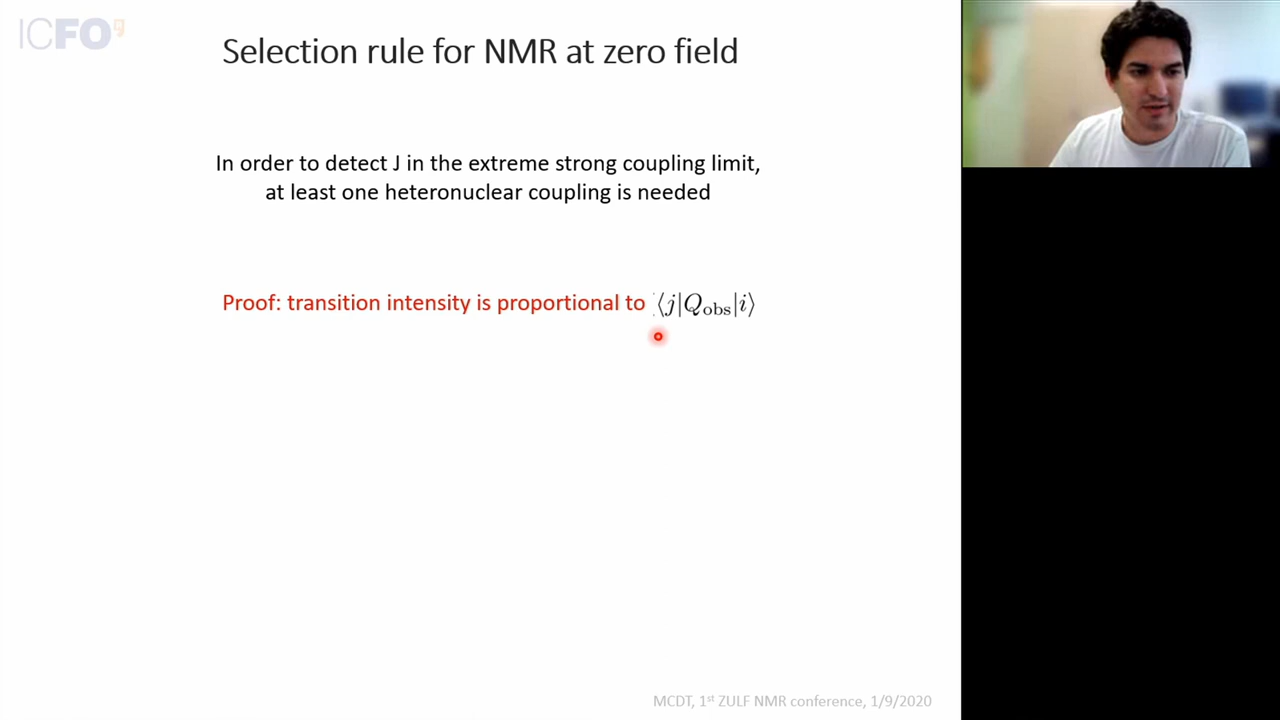 ICFO
Selection rule for NMR at zero field
In order to detect J in the extreme strong coupling limit,
at least one heteronuclear coupling is needed
Proof: transition intensity is proportional to ⟨j|Q_obs|i⟩
MCDT, 1st ZULF NMR conference, 1/9/2020